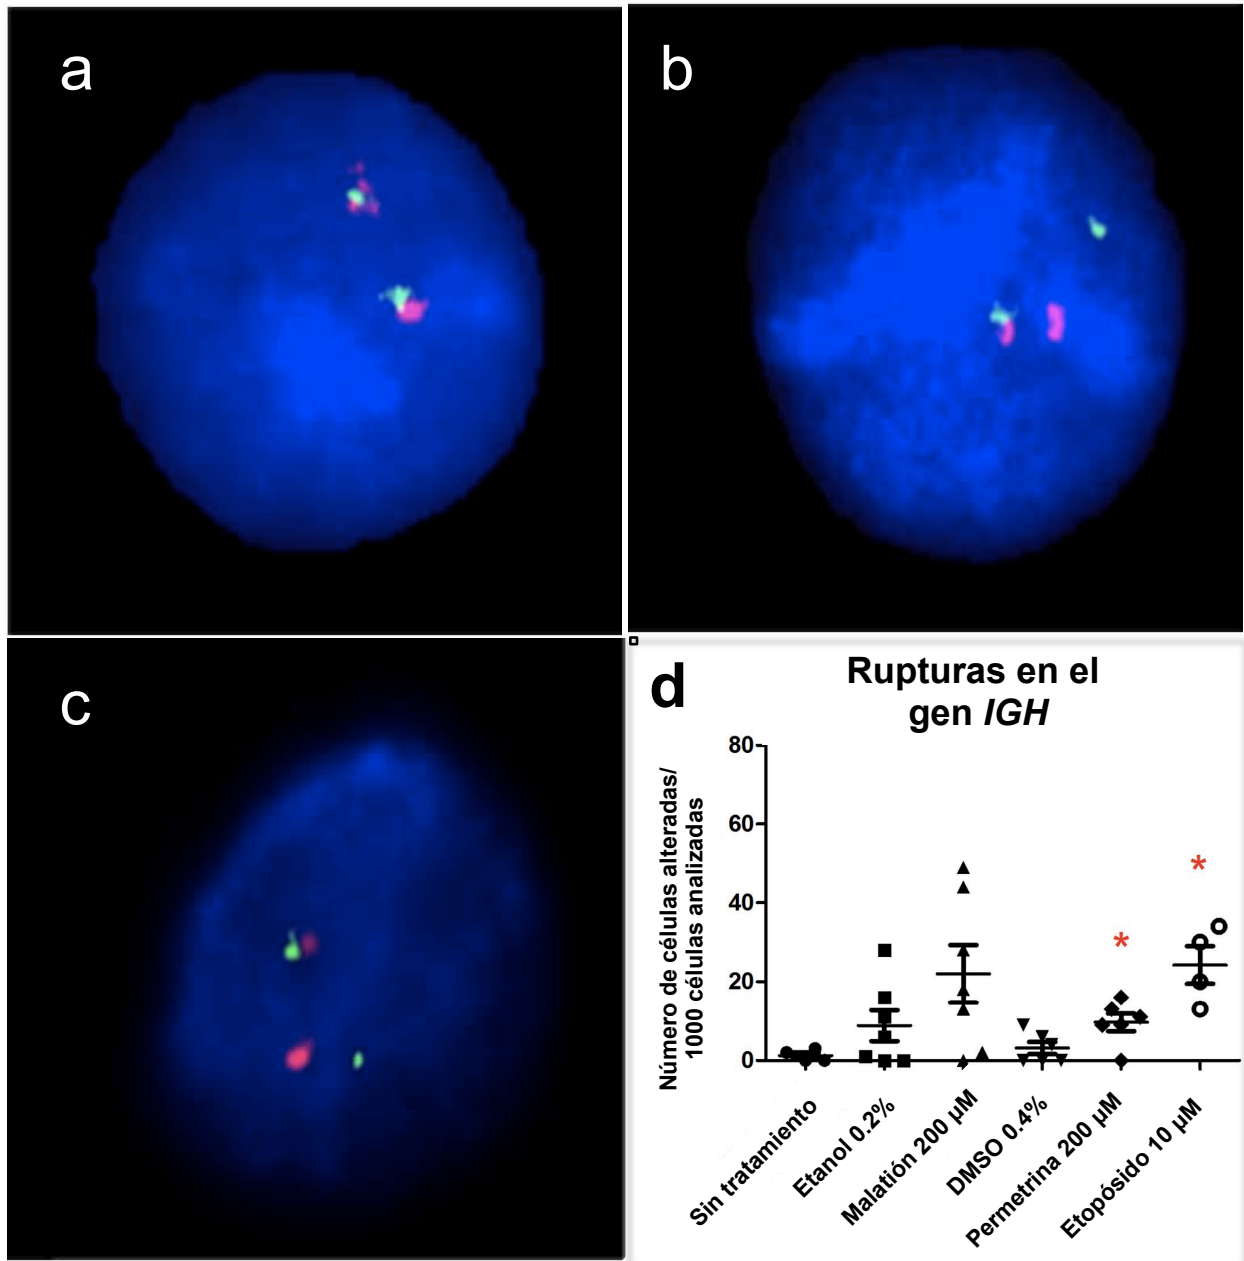 a
b
c
d
Rupturas en el
gen IGH
Número de células alteradas/
1000 células analizadas
80
60
40
20
0
*
*
Sin tratamiento
Etanol 0.2%
Malatión 200 µM
DMSO 0.4%
Permetrina 200 µM
Etopósido 10 µM